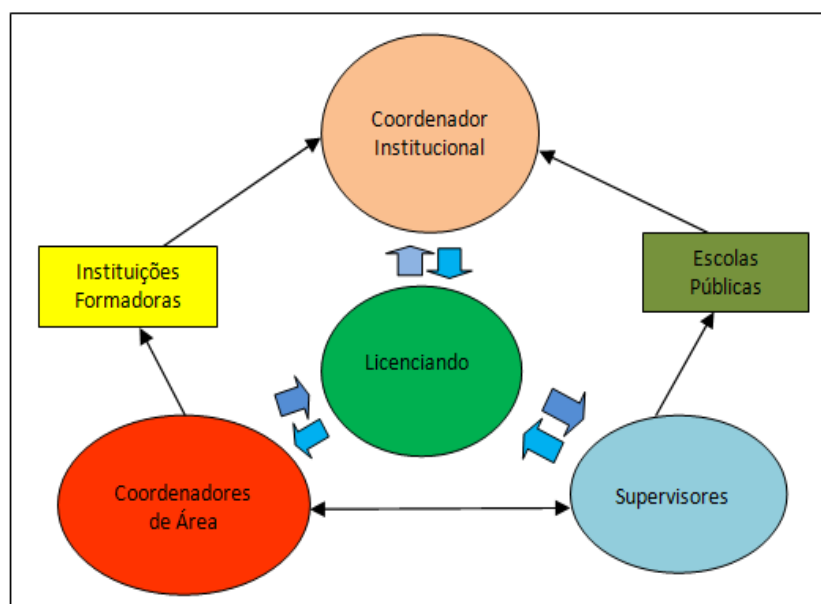 Coordenador
Institucional
Instituições
Formadoras
Escolas
Públicas
Licenciando
Coordenadores
de Área
Supervisores